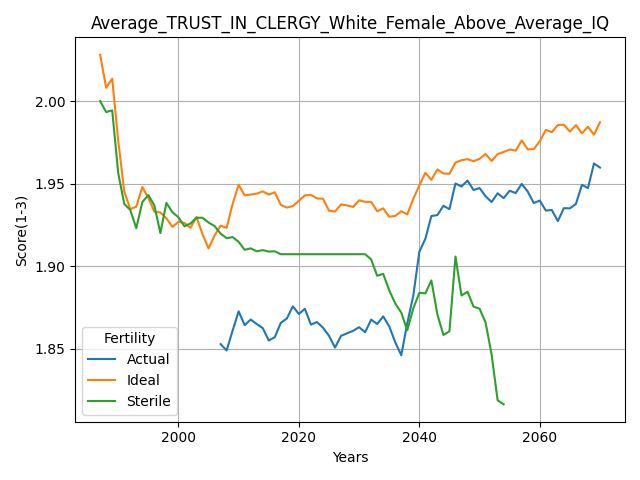 Average_TRUST_IN_CLERGY_White_Female_Above_Average_IQ
Score(1-3)
2.00
1.95
1.90
1.85
Fertility
Actual
Ideal
Sterile
2000
2020
2040
2060
Years